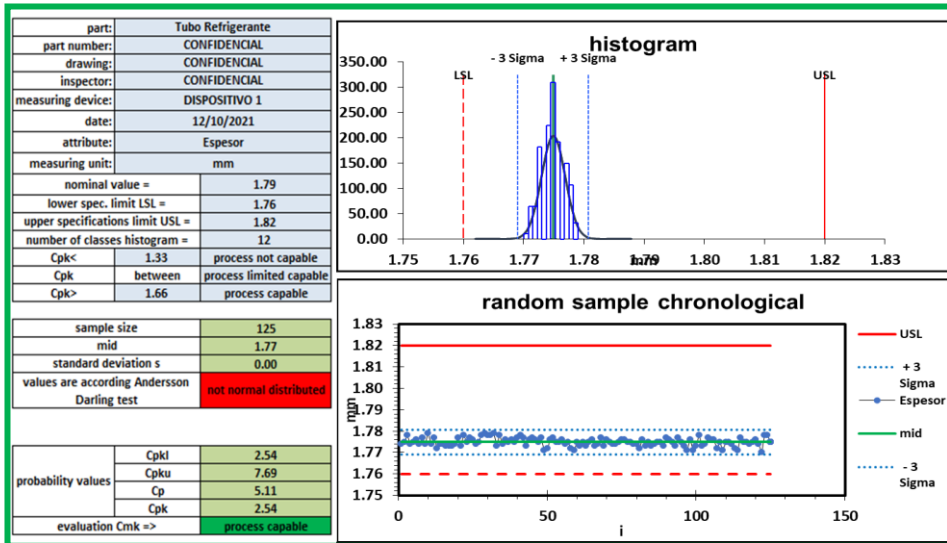 part: Tubo Refrigerante
part number: CONFIDENCIAL
drawing: CONFIDENCIAL
inspector: CONFIDENCIAL
measuring device: DISPOSITIVO 1
date: 12/10/2021
attribute: Espesor
measuring unit: mm
nominal value = 1.79
lower spec. limit LSL = 1.76
upper specifications limit USL = 1.82
number of classes histogram = 12
Cpk< 1.33 process not capable
Cpk between process limited capable
Cpk> 1.66 process capable
sample size 125
mid 1.77
standard deviation s 0.00
values are according Andersson
Darling test not normal distributed
probability values
Cpkl 2.54
Cpku 7.69
Cp 5.11
Cpk 2.54
evaluation Cmk => process capable
histogram
- 3 Sigma + 3 Sigma
LSL USL
350.00
300.00
250.00
200.00
150.00
100.00
50.00
0.00
1.75 1.76 1.77 1.78 1.79 1.80 1.81 1.82 1.83
mm
random sample chronological
1.83
1.82
1.81
1.80
1.79
1.78
1.77
1.76
1.75
mm
0 50 100 150
i
USL
+ 3
Sigma
Espesor
mid
- 3
Sigma